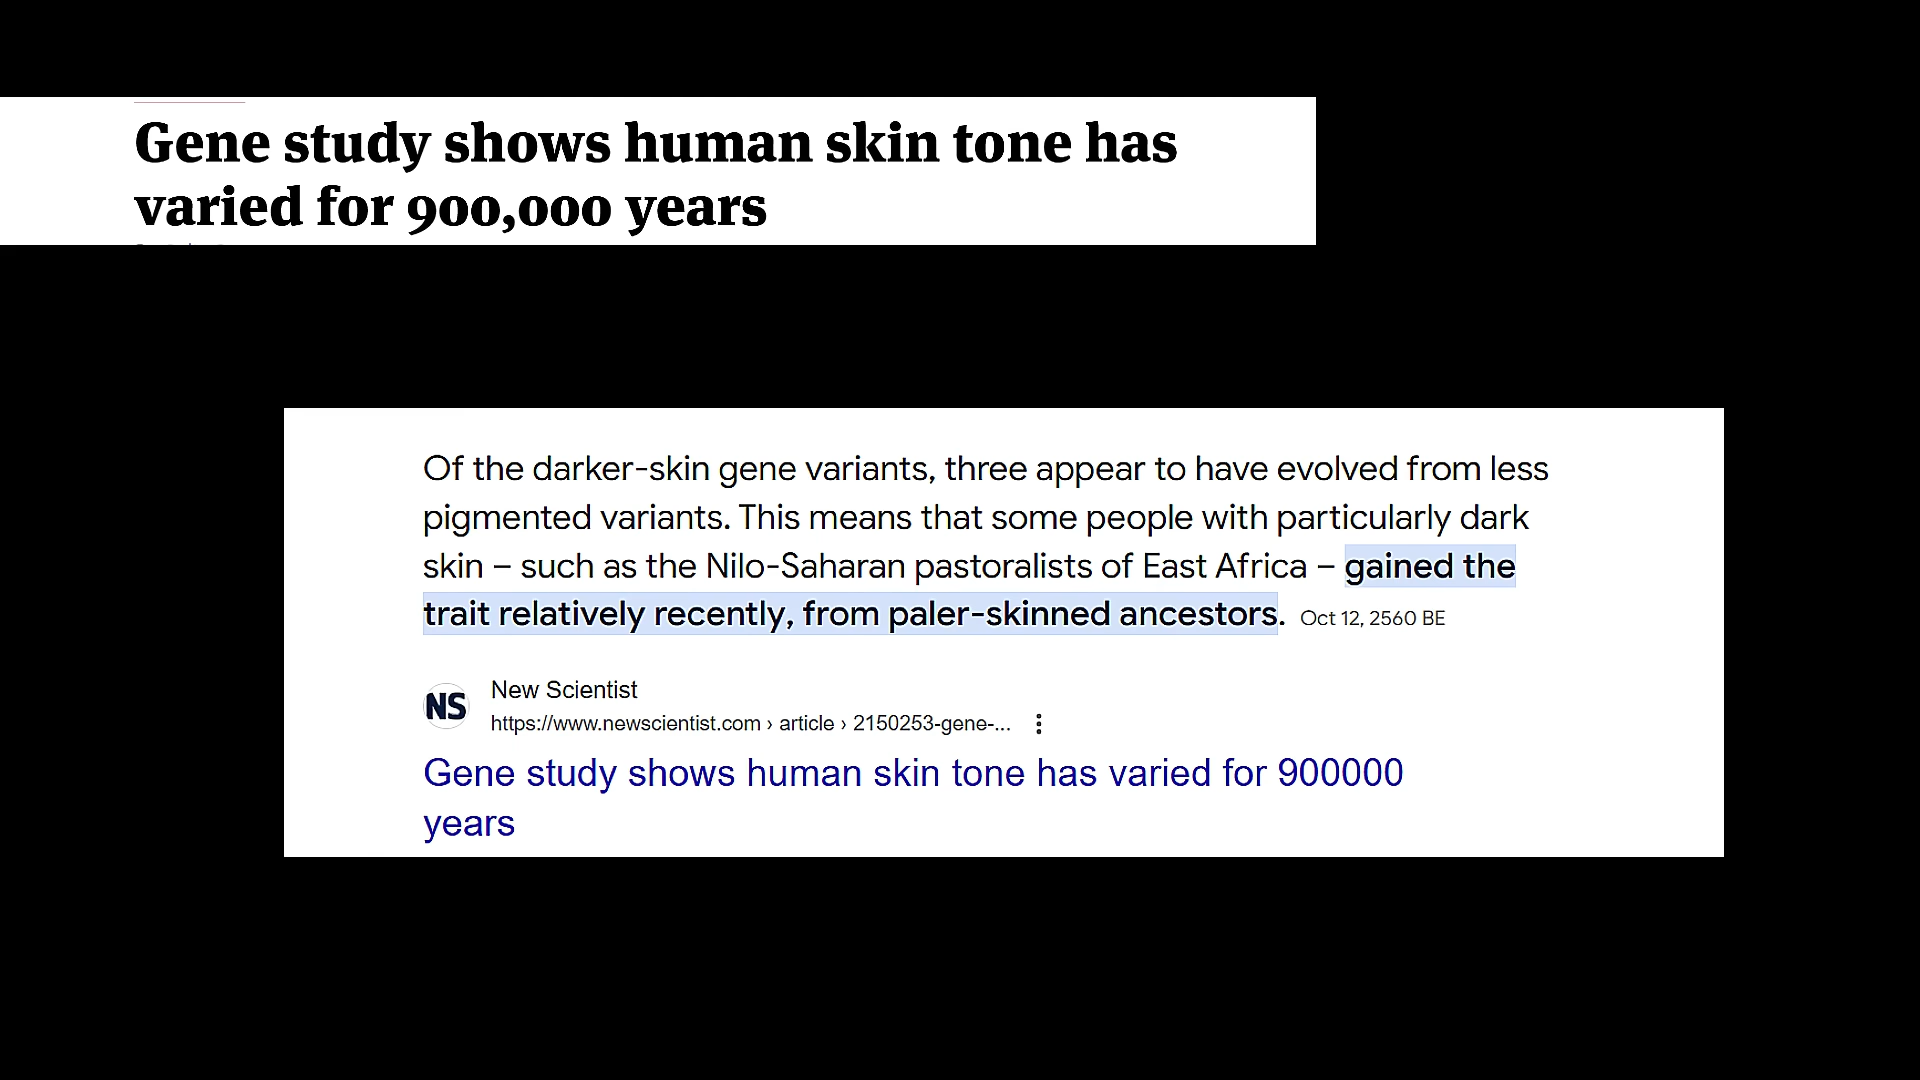 Gene study shows human skin tone has
varied for 900,000 years
Of the darker-skin gene variants, three appear to have evolved from less
pigmented variants. This means that some people with particularly dark
skin – such as the Nilo-Saharan pastoralists of East Africa – gained the
trait relatively recently, from paler-skinned ancestors. Oct 12, 2560 BE
NS
New Scientist
https://www.newscientist.com › article › 2150253-gene-...
Gene study shows human skin tone has varied for 900000
years